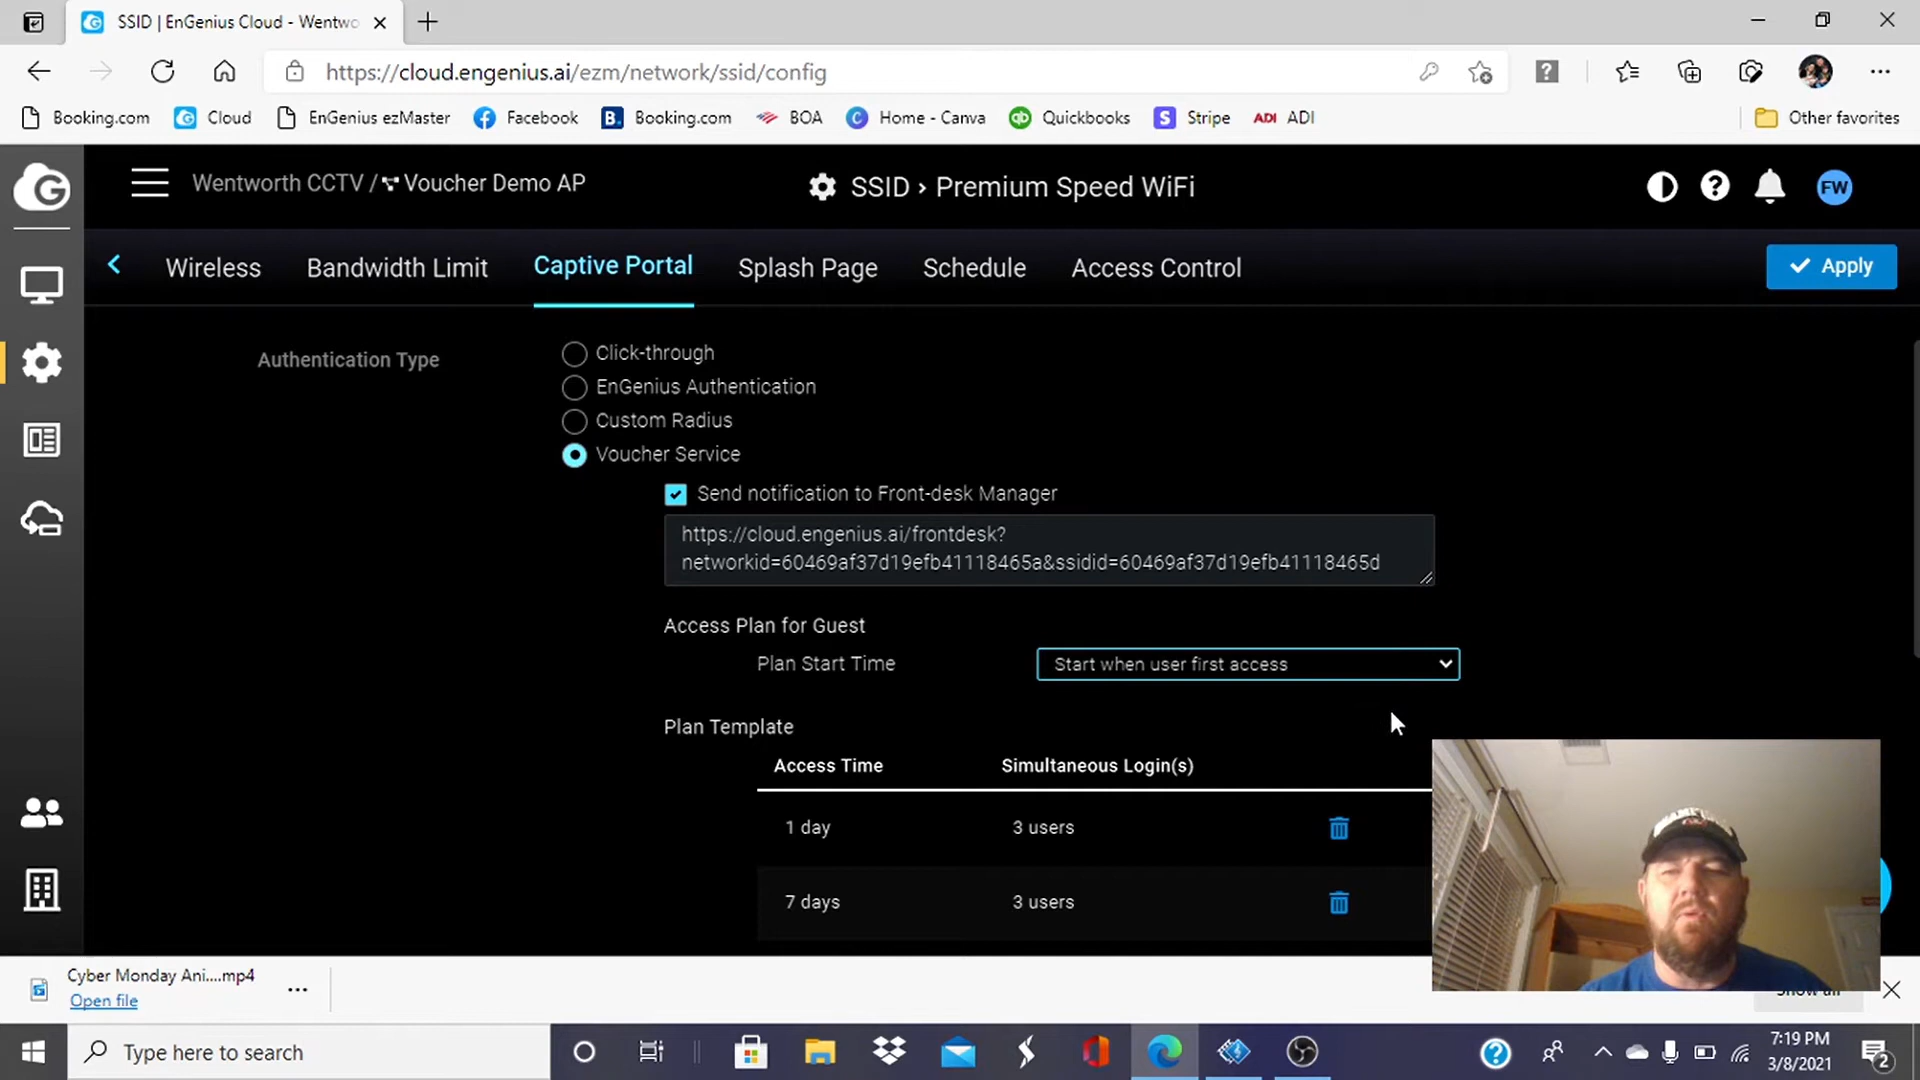 SSID | EnGenius Cloud - Wentwo
https://cloud.engenius.ai/ezm/network/ssid/config
Booking.com
Cloud
EnGenius ezMaster
Facebook
B.
Booking.com
BOA
C
Home - Canva
qb
Quickbooks
S
Stripe
ADI
ADI
Other favorites
Wentworth CCTV / Voucher Demo AP
SSID › Premium Speed WiFi
FW
Wireless
Bandwidth Limit
Captive Portal
Splash Page
Schedule
Access Control
Apply
Authentication Type
Click-through
EnGenius Authentication
Custom Radius
Voucher Service
Send notification to Front-desk Manager
https://cloud.engenius.ai/frontdesk?
networkid=60469af37d19efb41118465a&ssidid=60469af37d19efb41118465d
Access Plan for Guest
Plan Start Time
Start when user first access
Plan Template
Access Time
Simultaneous Login(s)
1 day
3 users
7 days
3 users
Cyber Monday Ani....mp4
Open file
Show all
Type here to search
7:19 PM
3/8/2021
2